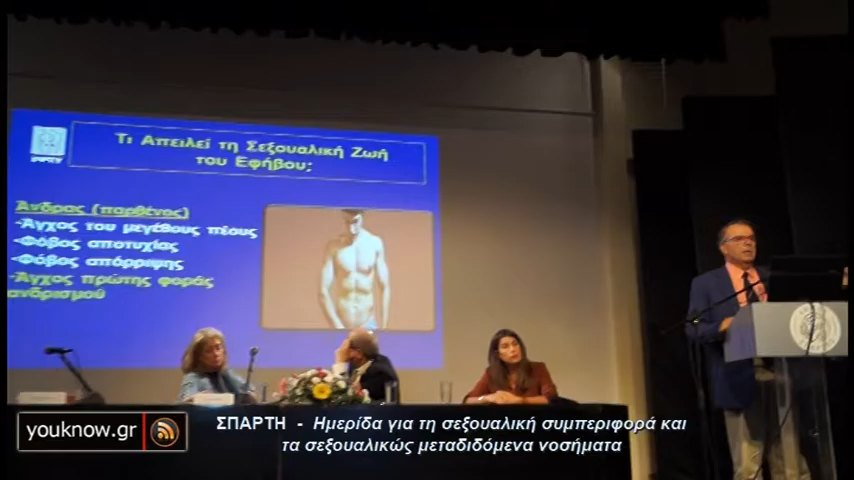 Τι Απειλεί τη Σεξουαλική Ζωή
του Εφήβου;
Άνδρας (παρθένος)
-Άγχος του μεγέθους πέους
-Φόβος αποτυχίας
-Φόβος απόρριψης
-Άγχος πρώτης φοράς
ανδρισμού
youknow.gr
ΣΠΑΡΤΗ - Ημερίδα για τη σεξουαλική συμπεριφορά και
τα σεξουαλικώς μεταδιδόμενα νοσήματα